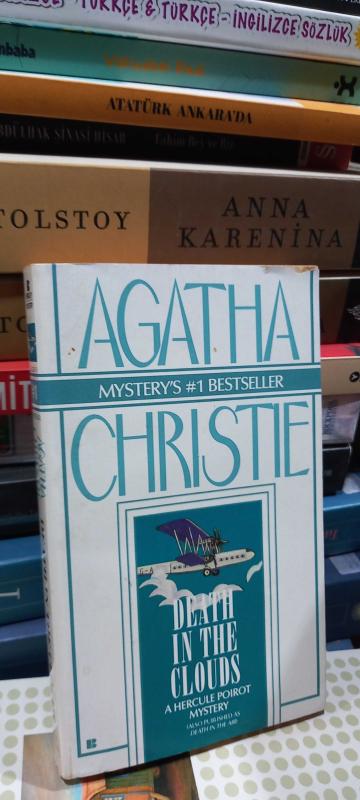 TÜRKÇE & TÜRKÇE - İNGİLİZCE SÖZLÜK
ATATÜRK ANKARA'DA
TOLSTOY
ANNA
KARENİNA
AGATHA
MYSTERY'S #1 BESTSELLER
CHRISTIE
DEATH
IN THE
CLOUDS
A HERCULE POIROT
MYSTERY
(ALSO PUBLISHED AS
DEATH IN THE AIR)
B